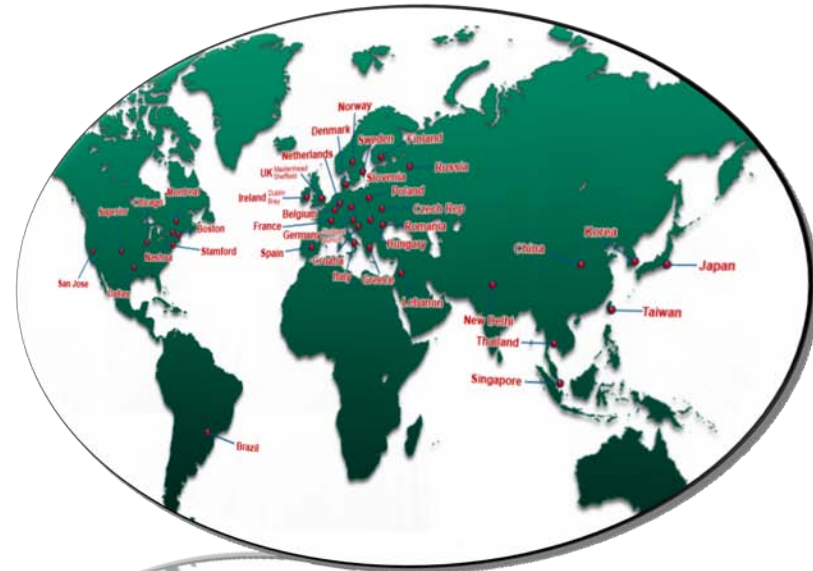 Norway
Denmark
Sweden
Finland
Netherlands
UK
Slovenia
Russia
Ireland
Poland
Belgium
Czech Rep
France
Romania
Germany
Hungary
Spain
Croatia
Italy
Greece
Lebanon
Montreal
Chicago
Superior
Boston
Nashua
Stamford
San Jose
Dallas
Brazil
China
Korea
Japan
New Delhi
Taiwan
Thailand
Singapore